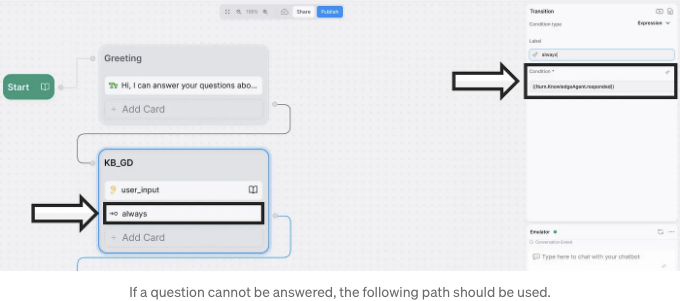 100%
Share
Publish
Transition
Condition type
Expression
Label
always
Condition *
{{turn.KnowledgeAgent.responded}}
Start
Greeting
Hi, I can answer your questions abo...
+ Add Card
KB_GD
user_input
always
+ Add Card
Emulator
Conversation Ended
Type here to chat with your chatbot
If a question cannot be answered, the following path should be used.